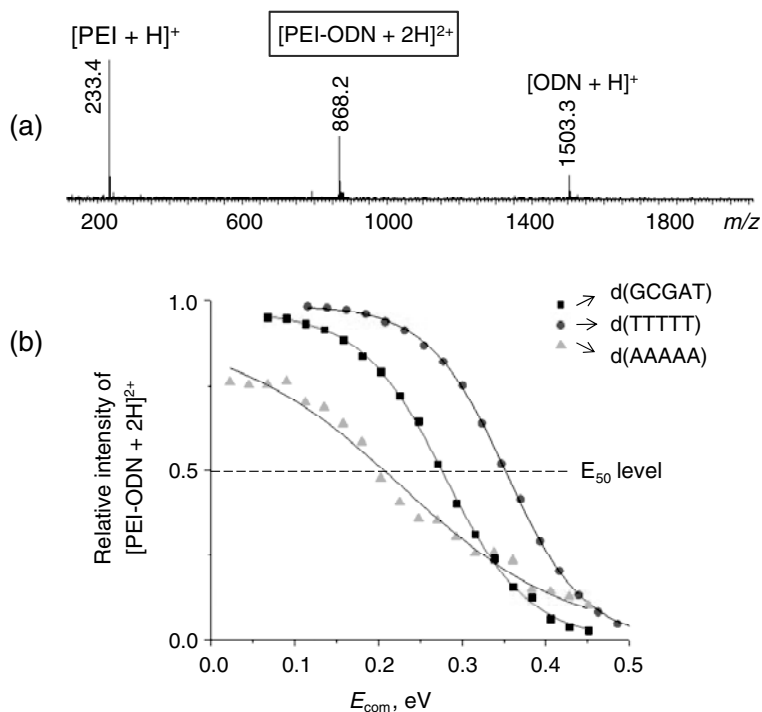 (a)
[PEI + H]+
[PEI-ODN + 2H]2+
[ODN + H]+
233.4
868.2
1503.3
200 600 1000 1400 1800 m/z
(b)
1.0
0.5
0.0
Relative intensity of
[PEI-ODN + 2H]2+
d(GCGAT)
d(TTTTT)
d(AAAAA)
E50 level
0.0 0.1 0.2 0.3 0.4 0.5
Ecom, eV